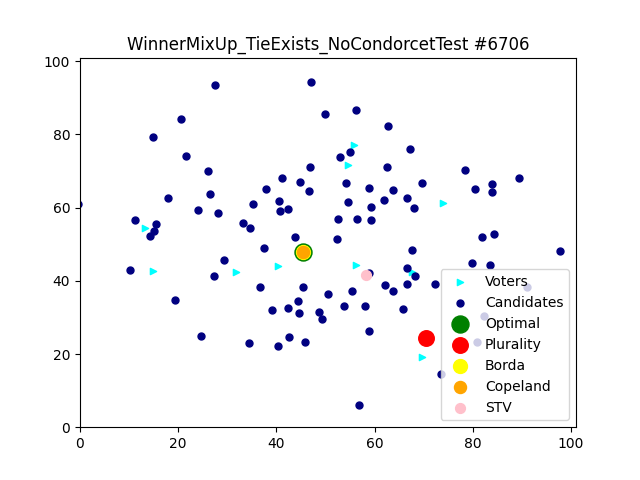 WinnerMixUp_TieExists_NoCondorcetTest #6706
100
80
60
40
20
0
0 20 40 60 80 100
Voters
Candidates
Optimal
Plurality
Borda
Copeland
STV